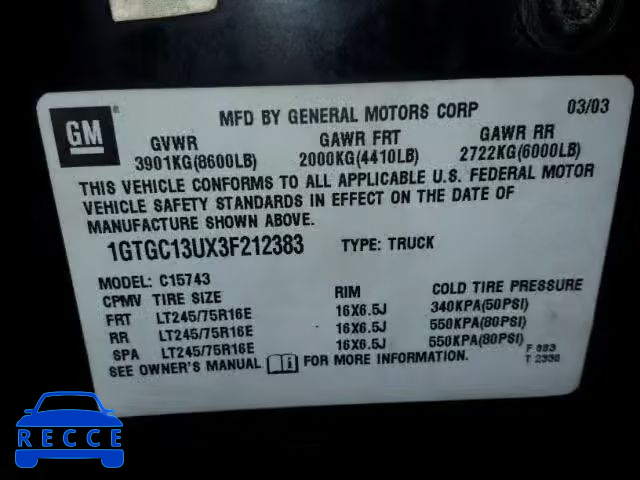 GM
MFD BY GENERAL MOTORS CORP 03/03
GVWR GAWR FRT GAWR RR
3901KG(8600LB) 2000KG(4410LB) 2722KG(6000LB)
THIS VEHICLE CONFORMS TO ALL APPLICABLE U.S. FEDERAL MOTOR
VEHICLE SAFETY STANDARDS IN EFFECT ON THE DATE OF
MANUFACTURE SHOWN ABOVE.
1GTGC13UX3F212383 TYPE: TRUCK
MODEL: C15743
CPMV TIRE SIZE RIM COLD TIRE PRESSURE
FRT LT245/75R16E 16X6.5J 340KPA(50PSI)
RR LT245/75R16E 16X6.5J 550KPA(80PSI)
SPA LT245/75R16E 16X6.5J 550KPA(80PSI)
SEE OWNER'S MANUAL FOR MORE INFORMATION.
RECCE